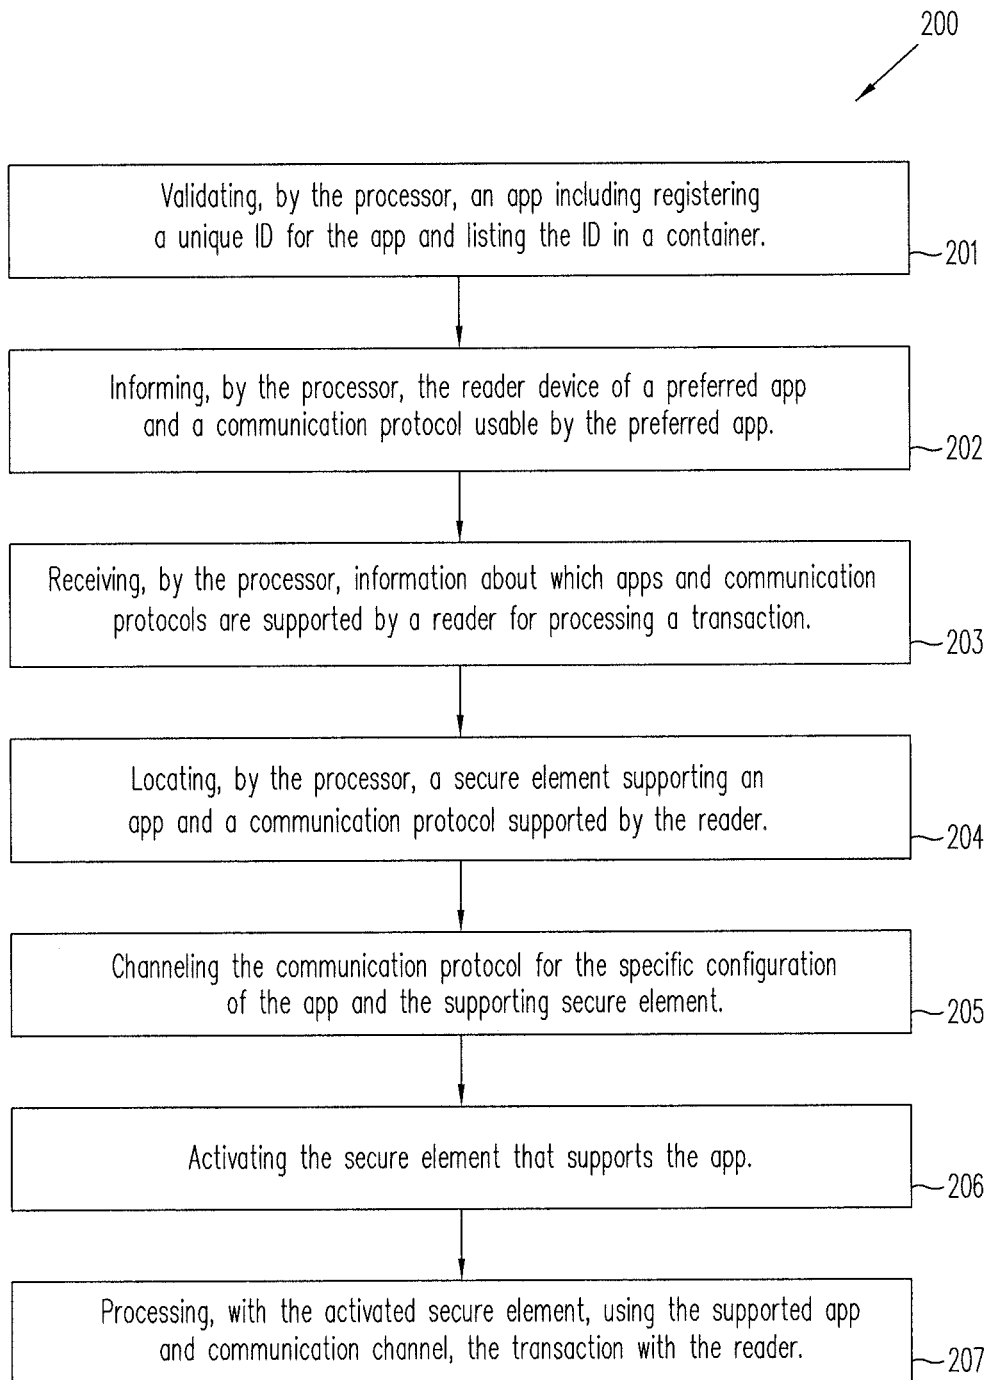 200
Validating, by the processor, an app including registering
a unique ID for the app and listing the ID in a container.
201
Informing, by the processor, the reader device of a preferred app
and a communication protocol usable by the preferred app.
202
Receiving, by the processor, information about which apps and communication
protocols are supported by a reader for processing a transaction.
203
Locating, by the processor, a secure element supporting an
app and a communication protocol supported by the reader.
204
Channeling the communication protocol for the specific configuration
of the app and the supporting secure element.
205
Activating the secure element that supports the app.
206
Processing, with the activated secure element, using the supported app
and communication channel, the transaction with the reader.
207